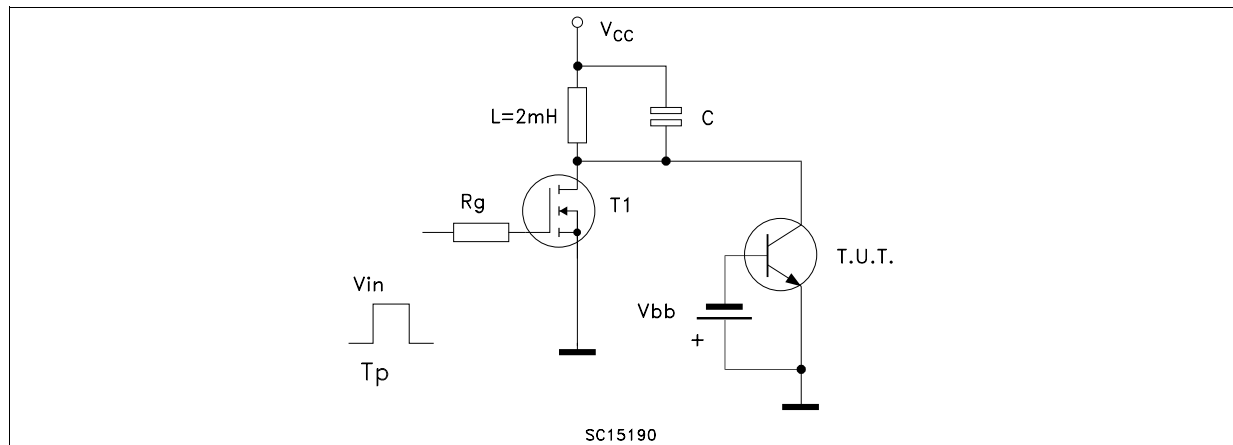 VCC
L=2mH
C
Rg
T1
T.U.T.
Vin
Vbb
+
Tp
SC15190